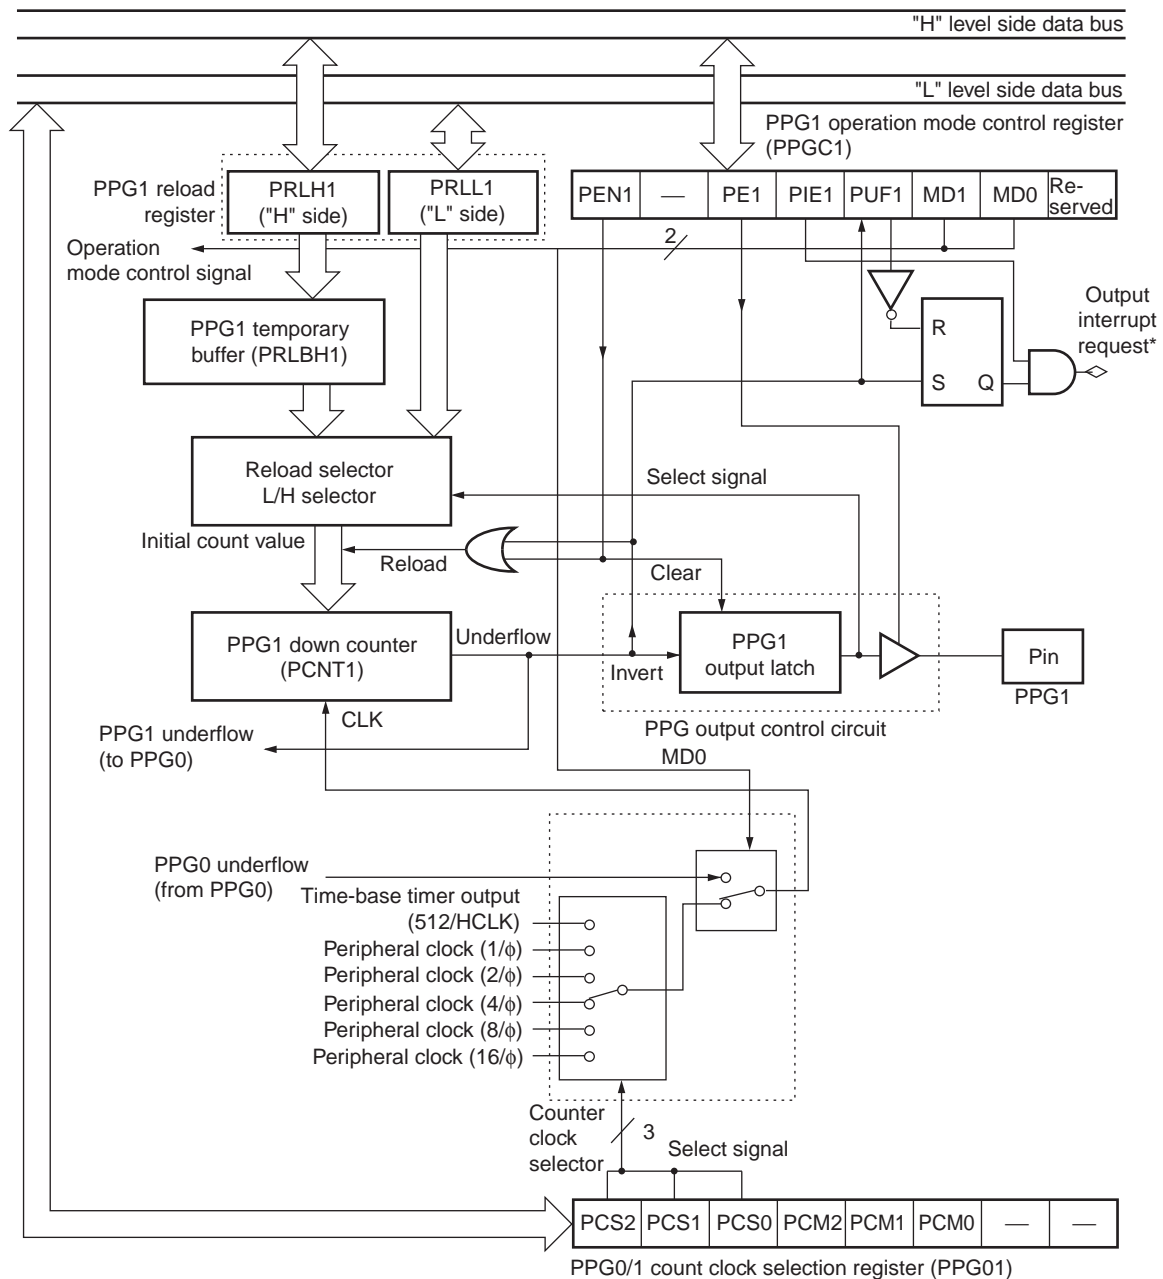 "H" level side data bus
"L" level side data bus
PPG1 operation mode control register
(PPGC1)
PPG1 reload
register
PRLH1
("H" side)
PRLL1
("L" side)
PEN1
—
PE1
PIE1
PUF1
MD1
MD0
Re-
served
Operation
mode control signal
2
PPG1 temporary
buffer (PRLBH1)
R
S
Q
Output
interrupt
request*
Reload selector
L/H selector
Select signal
Initial count value
Reload
Clear
PPG1 down counter
(PCNT1)
Underflow
Invert
PPG1
output latch
Pin
PPG1
CLK
PPG output control circuit
PPG1 underflow
(to PPG0)
MD0
PPG0 underflow
(from PPG0)
Time-base timer output
(512/HCLK)
Peripheral clock (1/ϕ)
Peripheral clock (2/ϕ)
Peripheral clock (4/ϕ)
Peripheral clock (8/ϕ)
Peripheral clock (16/ϕ)
Counter
clock
selector
3
Select signal
PCS2
PCS1
PCS0
PCM2
PCM1
PCM0
—
—
PPG0/1 count clock selection register (PPG01)